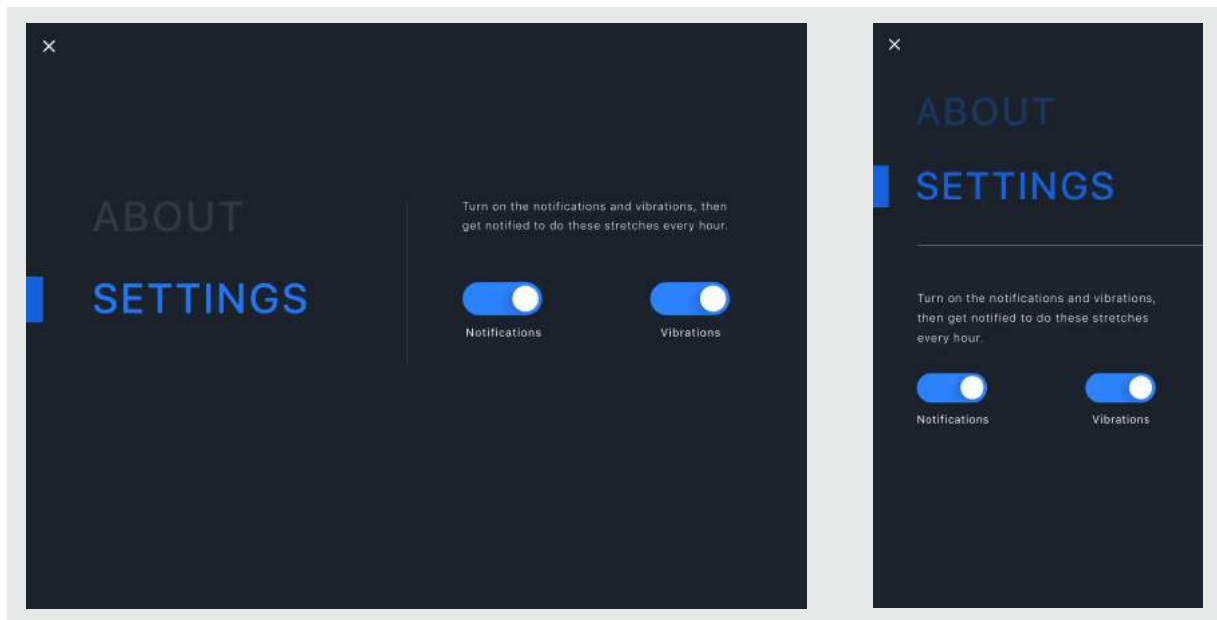 ABOUT
SETTINGS
Turn on the notifications and vibrations, then
get notified to do these stretches every hour.
Notifications
Vibrations
ABOUT
SETTINGS
Turn on the notifications and vibrations,
then get notified to do these stretches
every hour.
Notifications
Vibrations